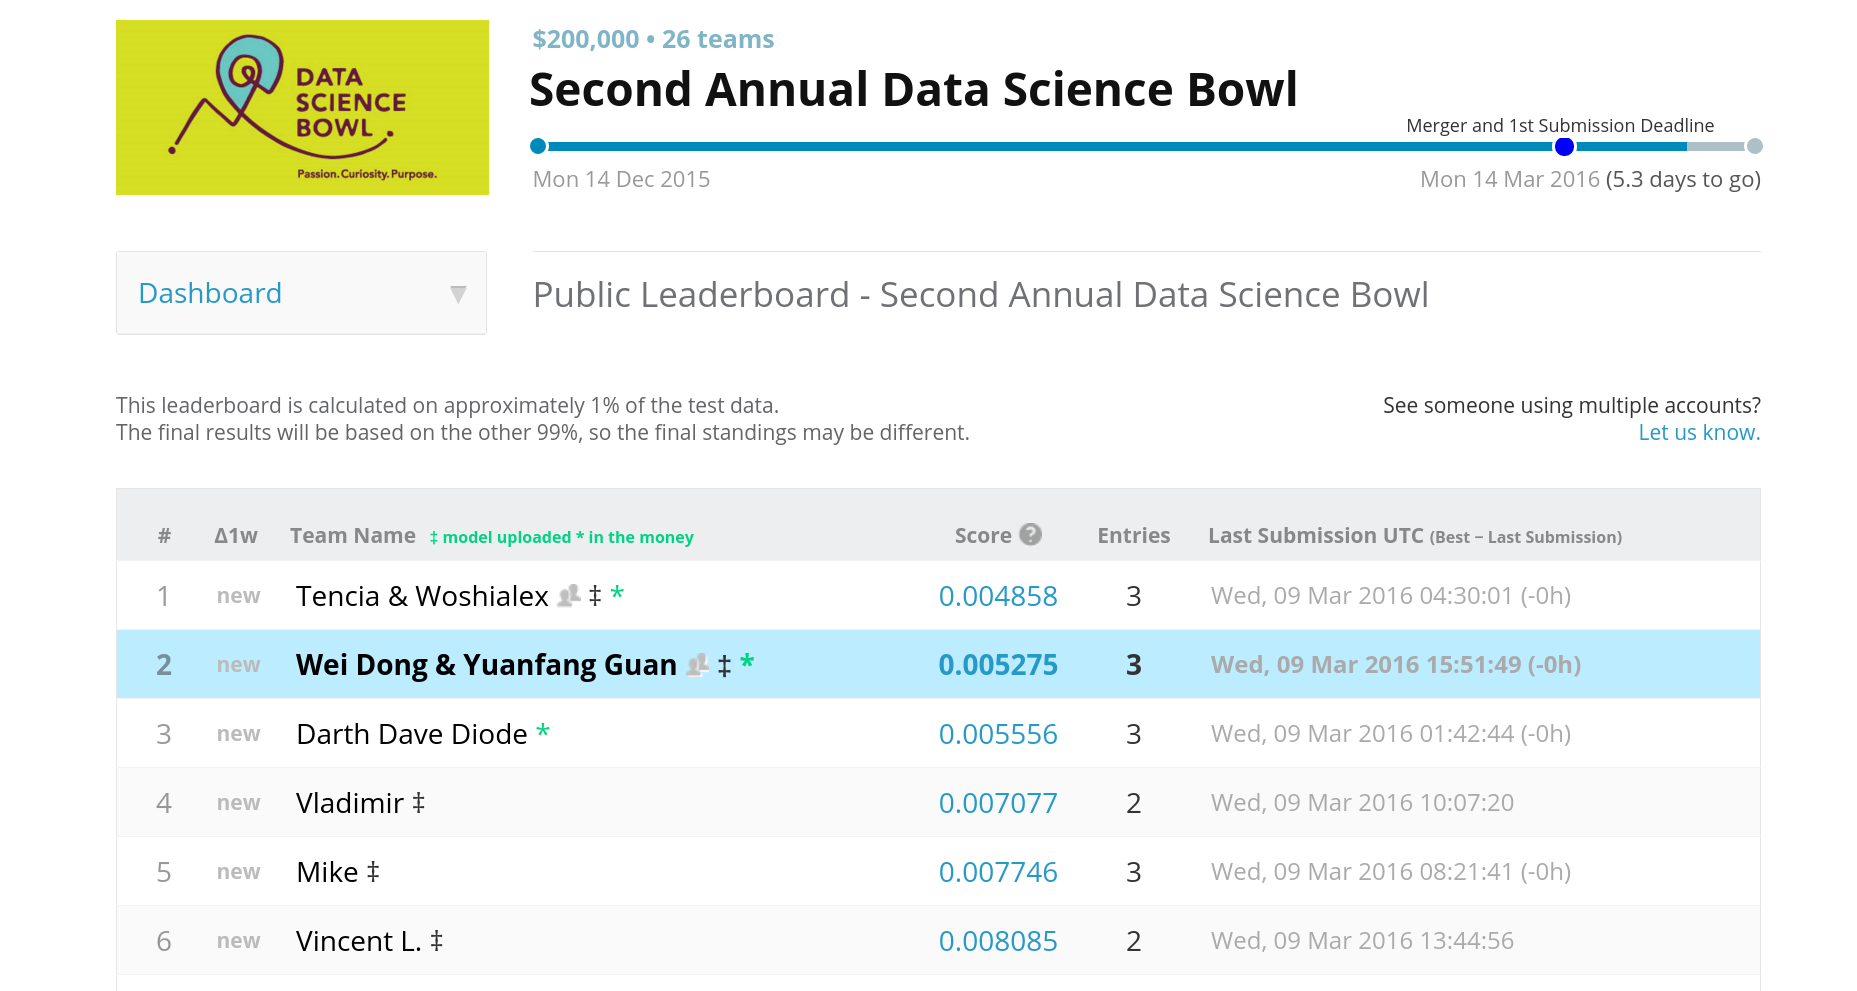 DATA
SCIENCE
BOWL
Passion. Curiosity. Purpose.
$200,000 • 26 teams
Second Annual Data Science Bowl
Merger and 1st Submission Deadline
Mon 14 Dec 2015 Mon 14 Mar 2016 (5.3 days to go)
Dashboard ▼
Public Leaderboard - Second Annual Data Science Bowl
This leaderboard is calculated on approximately 1% of the test data.
The final results will be based on the other 99%, so the final standings may be different.
See someone using multiple accounts?
Let us know.
# Δ1w Team Name ‡ model uploaded * in the money Score ? Entries Last Submission UTC (Best − Last Submission)
1 new Tencia & Woshialex ‡ * 0.004858 3 Wed, 09 Mar 2016 04:30:01 (-0h)
2 new Wei Dong & Yuanfang Guan ‡ * 0.005275 3 Wed, 09 Mar 2016 15:51:49 (-0h)
3 new Darth Dave Diode * 0.005556 3 Wed, 09 Mar 2016 01:42:44 (-0h)
4 new Vladimir ‡ 0.007077 2 Wed, 09 Mar 2016 10:07:20
5 new Mike ‡ 0.007746 3 Wed, 09 Mar 2016 08:21:41 (-0h)
6 new Vincent L. ‡ 0.008085 2 Wed, 09 Mar 2016 13:44:56